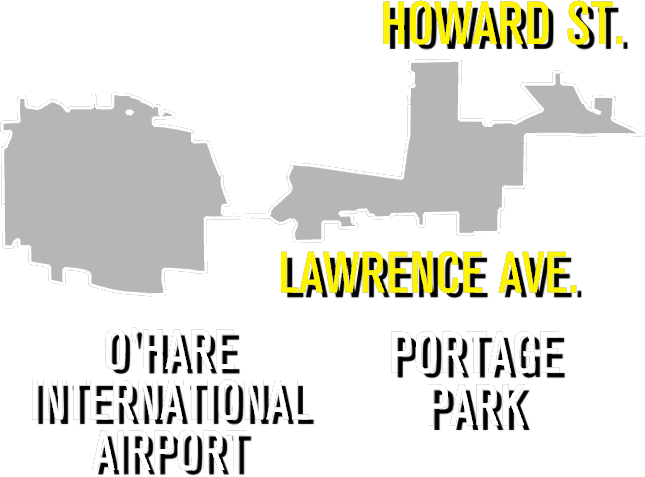 HOWARD ST.
LAWRENCE AVE.
O'HARE
INTERNATIONAL
AIRPORT
PORTAGE
PARK